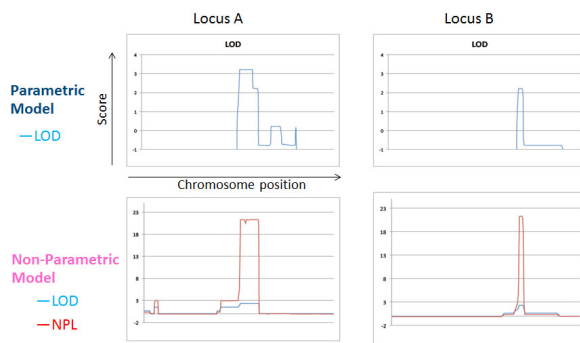 Locus A
Locus B
LOD
LOD
4
3
2
1
0
-1
4
3
2
1
0
-1
Parametric
Model
LOD
Score
Chromosome position
23
18
13
8
3
-2
23
18
13
8
3
-2
Non-Parametric
Model
LOD
NPL